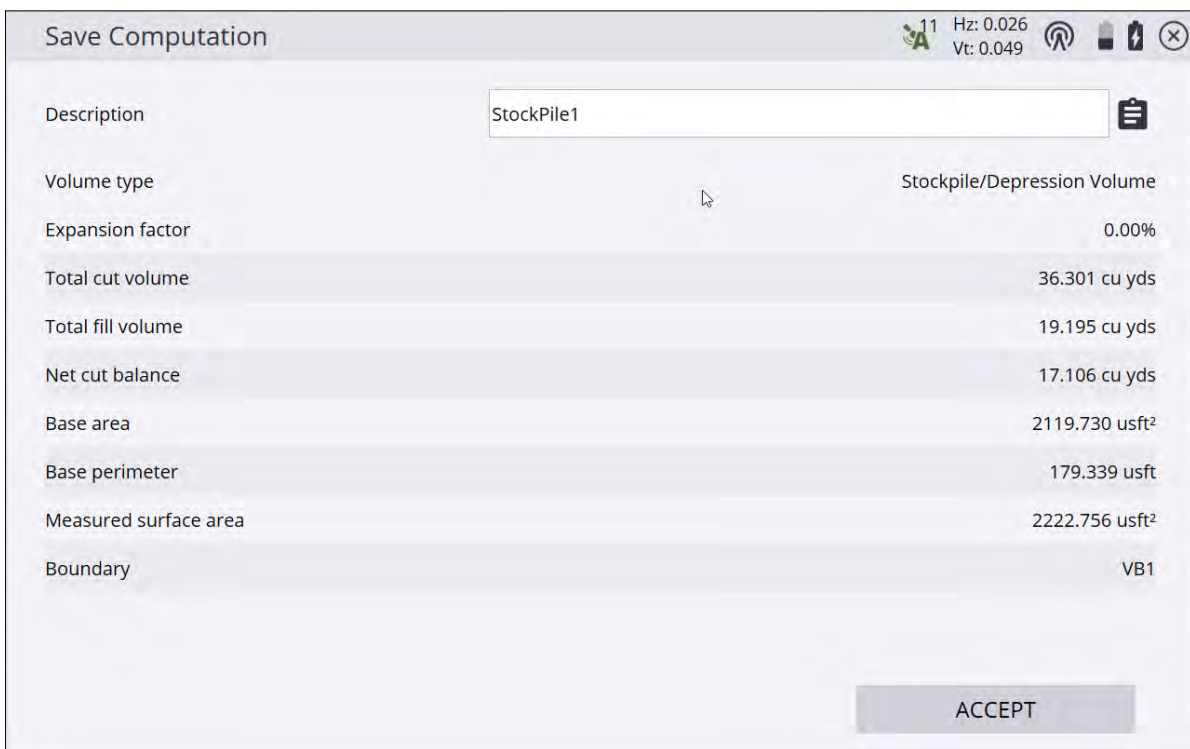 Save Computation
11
Hz: 0.026
Vt: 0.049
Description
StockPile1
Volume type
Stockpile/Depression Volume
Expansion factor
0.00%
Total cut volume
36.301 cu yds
Total fill volume
19.195 cu yds
Net cut balance
17.106 cu yds
Base area
2119.730 usft²
Base perimeter
179.339 usft
Measured surface area
2222.756 usft²
Boundary
VB1
ACCEPT